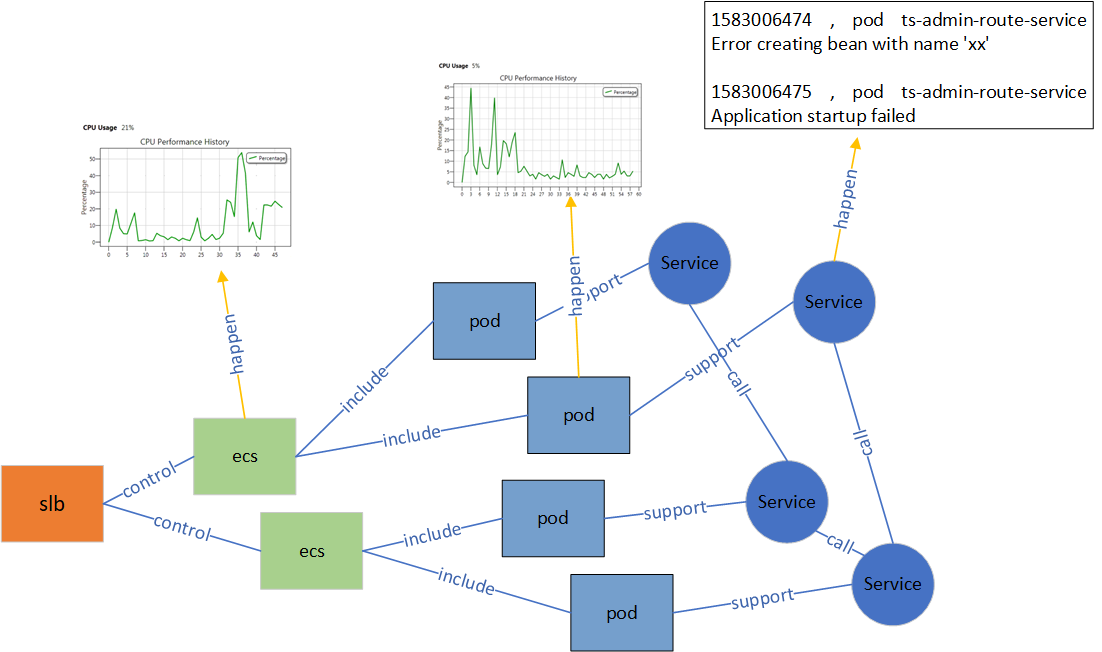 1583006474 , pod ts-admin-route-service
Error creating bean with name 'xx'
1583006475 , pod ts-admin-route-service
Application startup failed
CPU Usage 5%
CPU Performance History
Percentage
Percentage
45
40
35
30
25
20
15
10
5
0
0 3 6 9 12 15 18 21 24 27 30 33 36 39 42 45 48 51 54 57 60
CPU Usage 21%
CPU Performance History
Percentage
Percentage
50
40
30
20
10
0
0 5 10 15 20 25 30 35 40 45
happen
happen
happen
Service
Service
pod
port
support
call
call
include
pod
include
ecs
control
slb
control
ecs
include
pod
support
Service
call
include
pod
support
Service